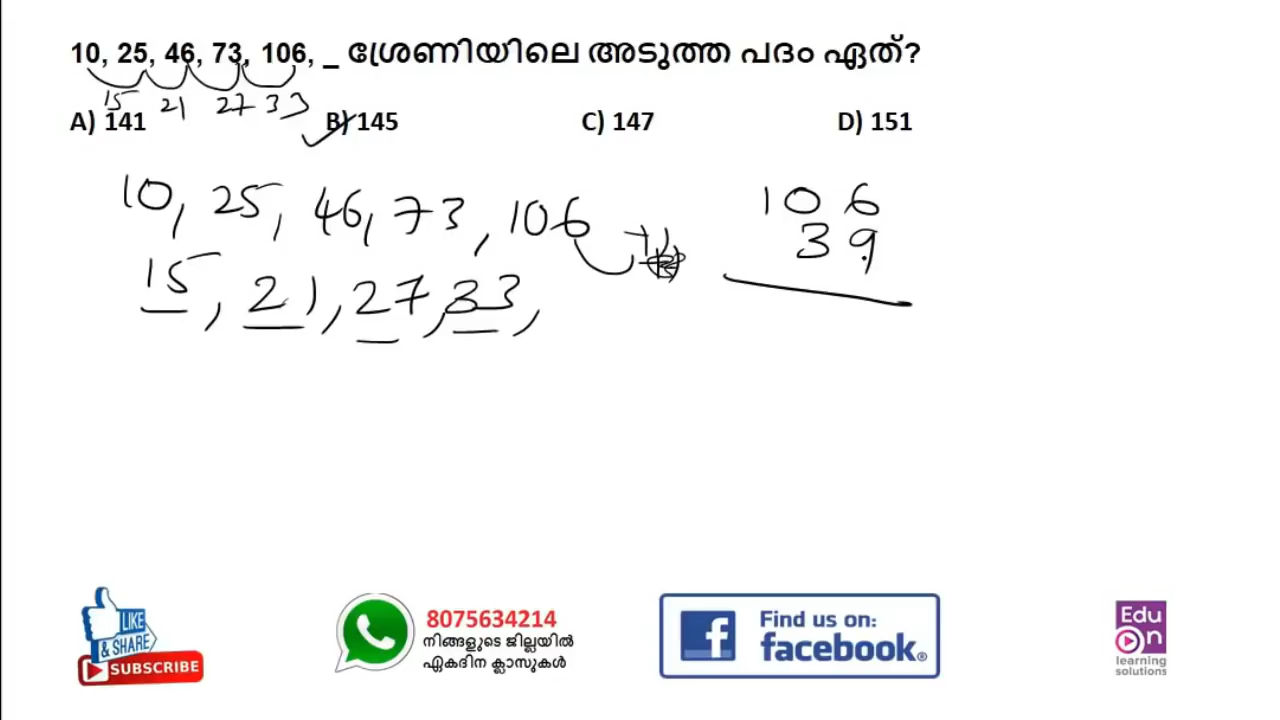 10, 25, 46, 73, 106, _ ശ്രേണിയിലെ അടുത്ത പദം ഏത്?
15 21 27 33
A) 141 B) 145 C) 147 D) 151
10, 25, 46, 73, 106
15, 21, 27, 33,
106
39
LIKE & SHARE
SUBSCRIBE
8075634214
നിങ്ങളുടെ ജില്ലയിൽ
ഏകദിന ക്ലാസുകൾ
Find us on:
facebook®
Edu
On
learning
solutions